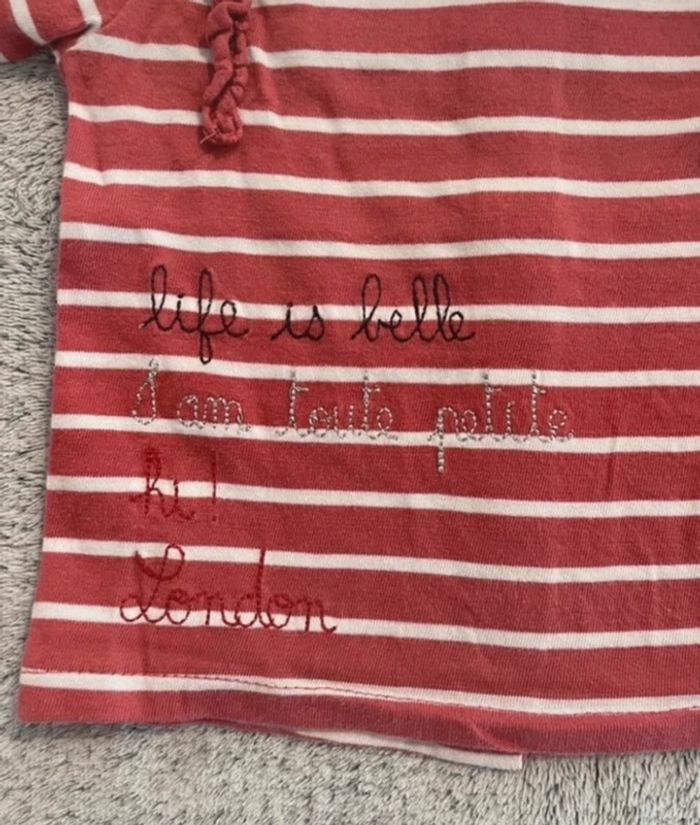 life is belle
I am toute petite
hi!
London